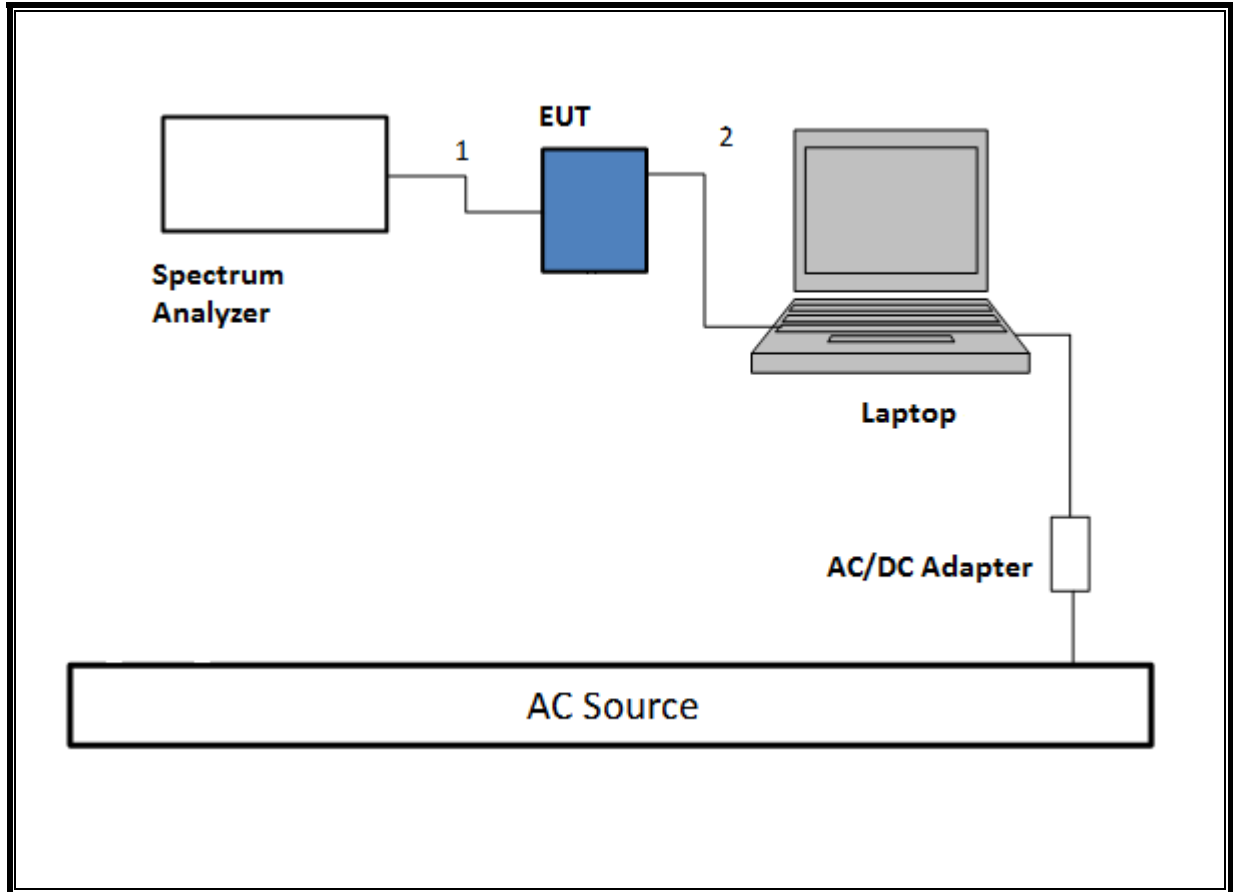 EUT
1
2
Spectrum
Analyzer
Laptop
AC/DC Adapter
AC Source